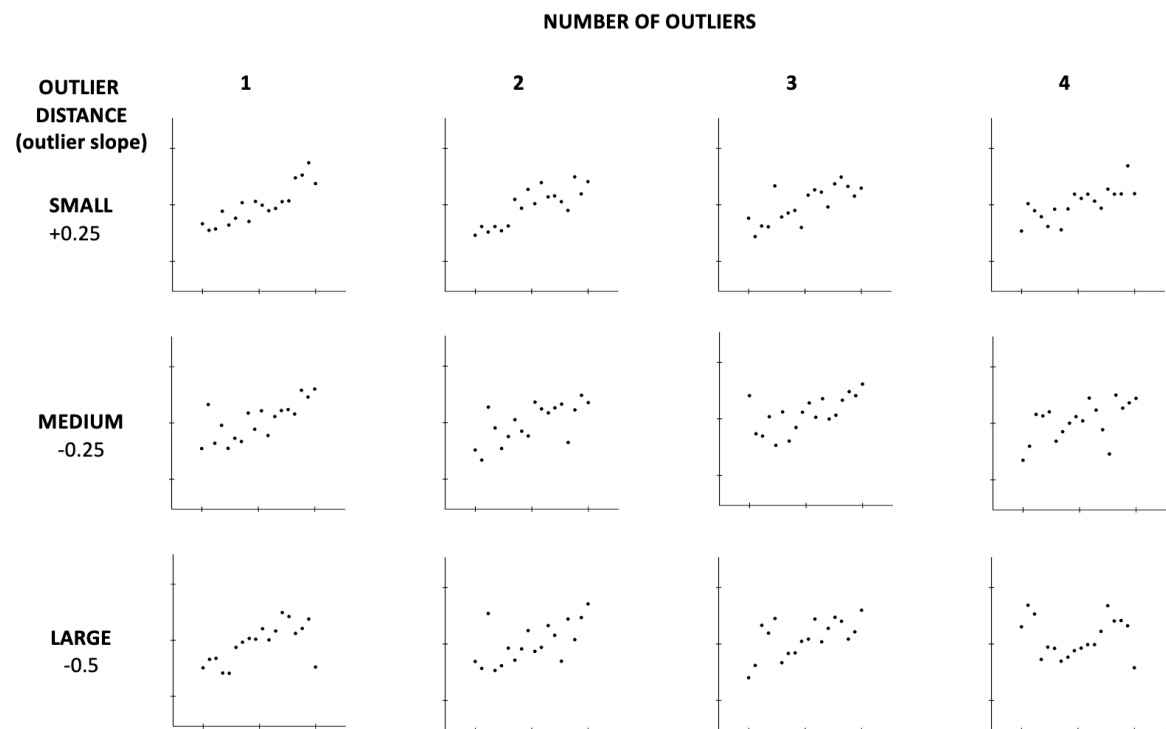 NUMBER OF OUTLIERS
OUTLIER
DISTANCE
(outlier slope)
1
2
3
4
SMALL
+0.25
MEDIUM
-0.25
LARGE
-0.5